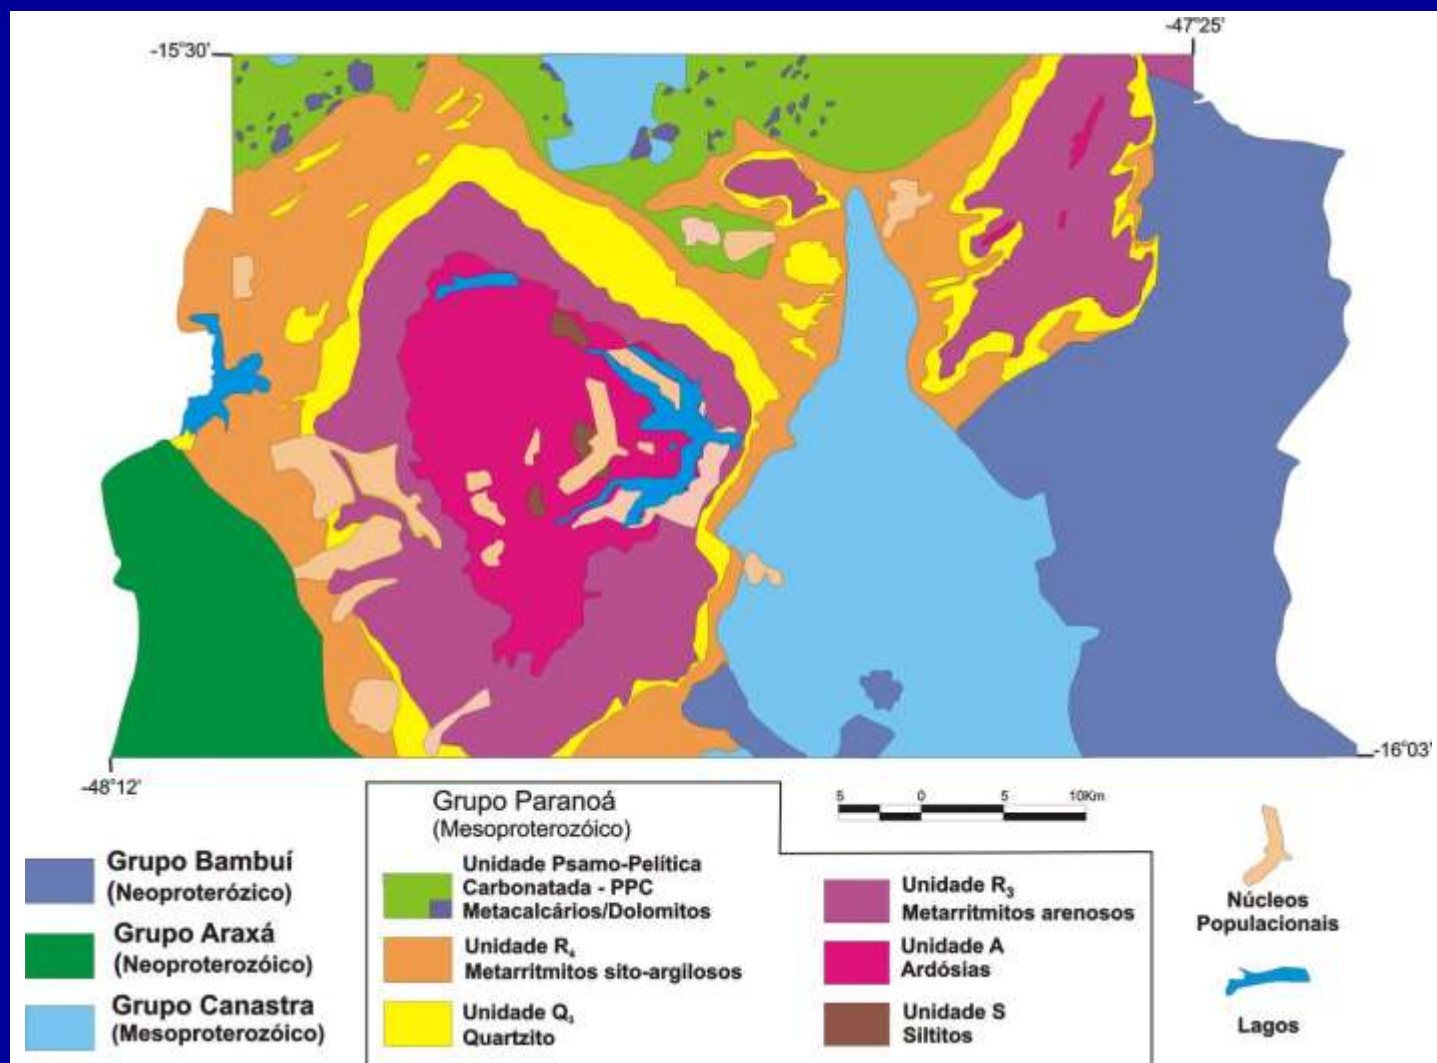 -15°30'
-47°25'
-16°03'
-48°12'
Grupo Bambuí
(Neoproterózico)
Grupo Araxá
(Neoproterozóico)
Grupo Canastra
(Mesoproterozóico)
Grupo Paranoá
(Mesoproterozóico)
Unidade Psamo-Pelítica
Carbonatada - PPC
Metacalcários/Dolomitos
Unidade R₄
Metarritmitos sito-argilosos
Unidade Q₃
Quartzito
5 0 5 10Km
Unidade R₃
Metarritmitos arenosos
Unidade A
Ardósias
Unidade S
Siltitos
Núcleos
Populacionais
Lagos